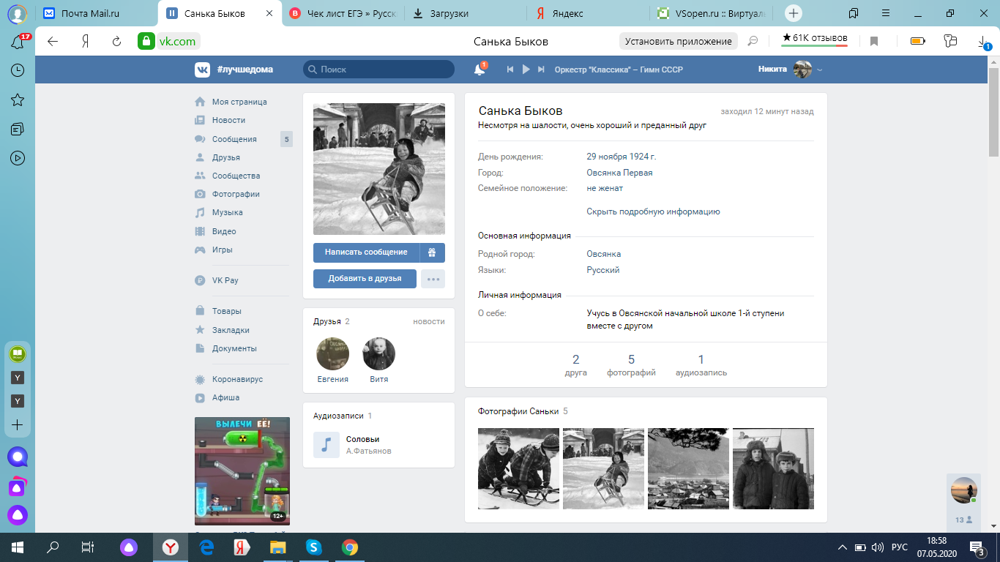 Почта Mail.ru
Санька Быков
Чек лист ЕГЭ » Русск
Загрузки
Яндекс
VSopen.ru :: Виртуаль
17
Я
vk.com
Санька Быков
Установить приложение
★61K отзывов
1
#лучшедома
Поиск
1
Оркестр "Классика" – Гимн СССР
Никита
Моя страница
Новости
Сообщения 5
Друзья
Сообщества
Фотографии
Музыка
Видео
Игры
VK Pay
Товары
Закладки
Документы
Коронавирус
Афиша
ВЫЛЕЧИ ЕЁ!
12+
Написать сообщение
Добавить в друзья
Друзья 2
новости
Евгения
Витя
Аудиозаписи 1
Соловьи
А.Фатьянов
Санька Быков
заходил 12 минут назад
Несмотря на шалости, очень хороший и преданный друг
День рождения: 29 ноября 1924 г.
Город: Овсянка Первая
Семейное положение: не женат
Скрыть подробную информацию
Основная информация
Родной город: Овсянка
Языки: Русский
Личная информация
О себе: Учусь в Овсянской начальной школе 1-й ступени
вместе с другом
2 5 1
друга фотографий аудиозапись
Фотографии Саньки 5
13
Y
Y
РУС
18:58
07.05.2020
3